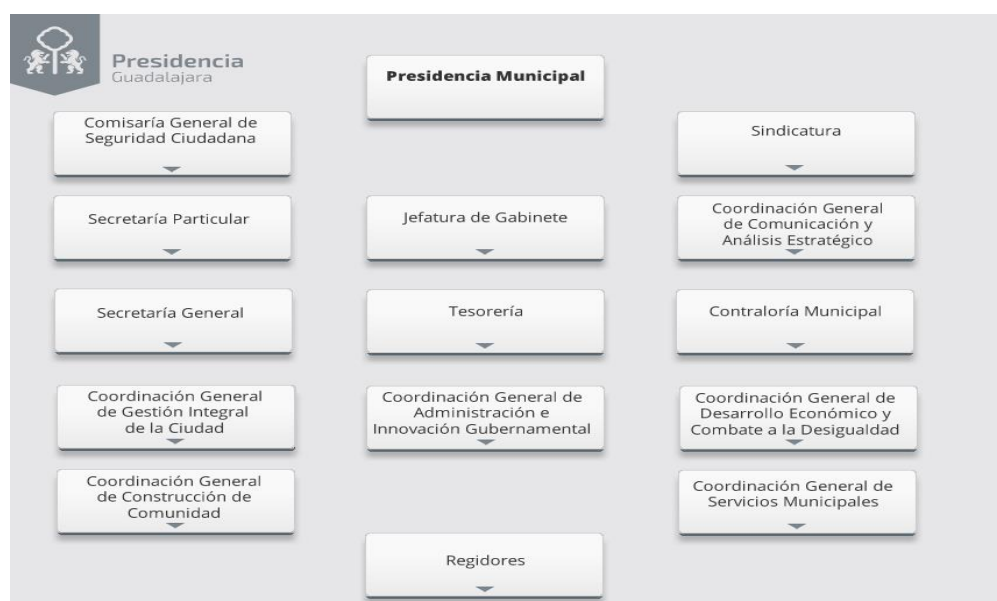 Presidencia
Guadalajara
Presidencia Municipal
Comisaría General de
Seguridad Ciudadana
Sindicatura
Secretaría Particular
Jefatura de Gabinete
Coordinación General
de Comunicación y
Análisis Estratégico
Secretaría General
Tesorería
Contraloría Municipal
Coordinación General
de Gestión Integral
de la Ciudad
Coordinación General de
Administración e
Innovación Gubernamental
Coordinación General de
Desarrollo Económico y
Combate a la Desigualdad
Coordinación General
de Construcción de
Comunidad
Coordinación General de
Servicios Municipales
Regidores